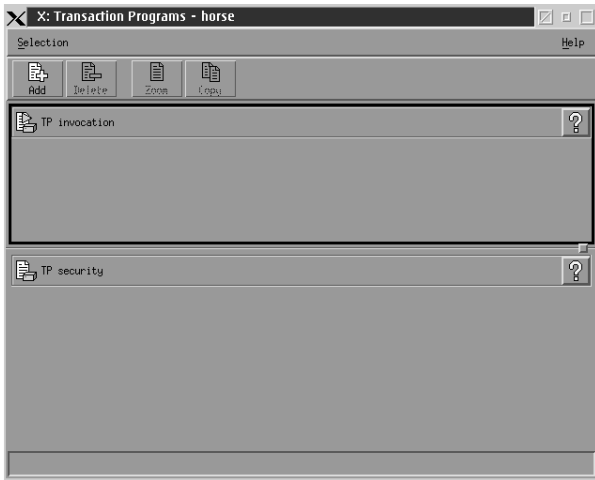 X: Transaction Programs - horse
Selection Help
Add Delete Zoom Copy
TP invocation
?
TP security
?